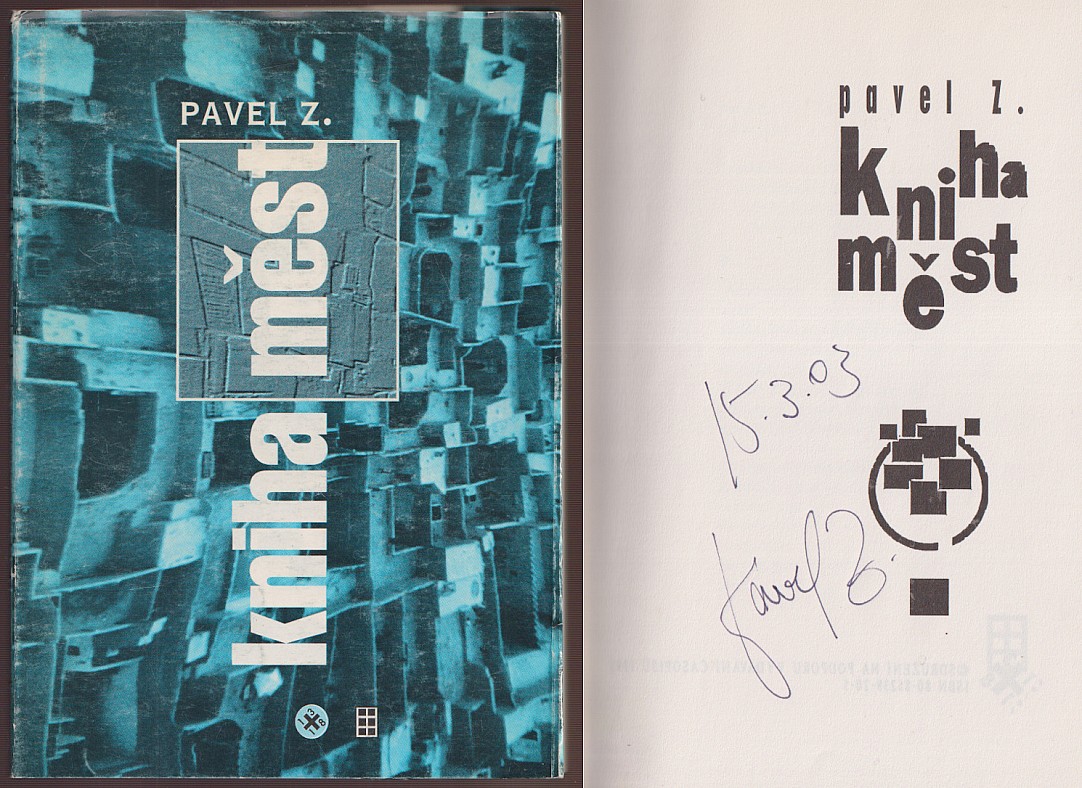 PAVEL Z.
kniha měst
pavel z.
kniha
měst
15.3.03
Pavel Z.